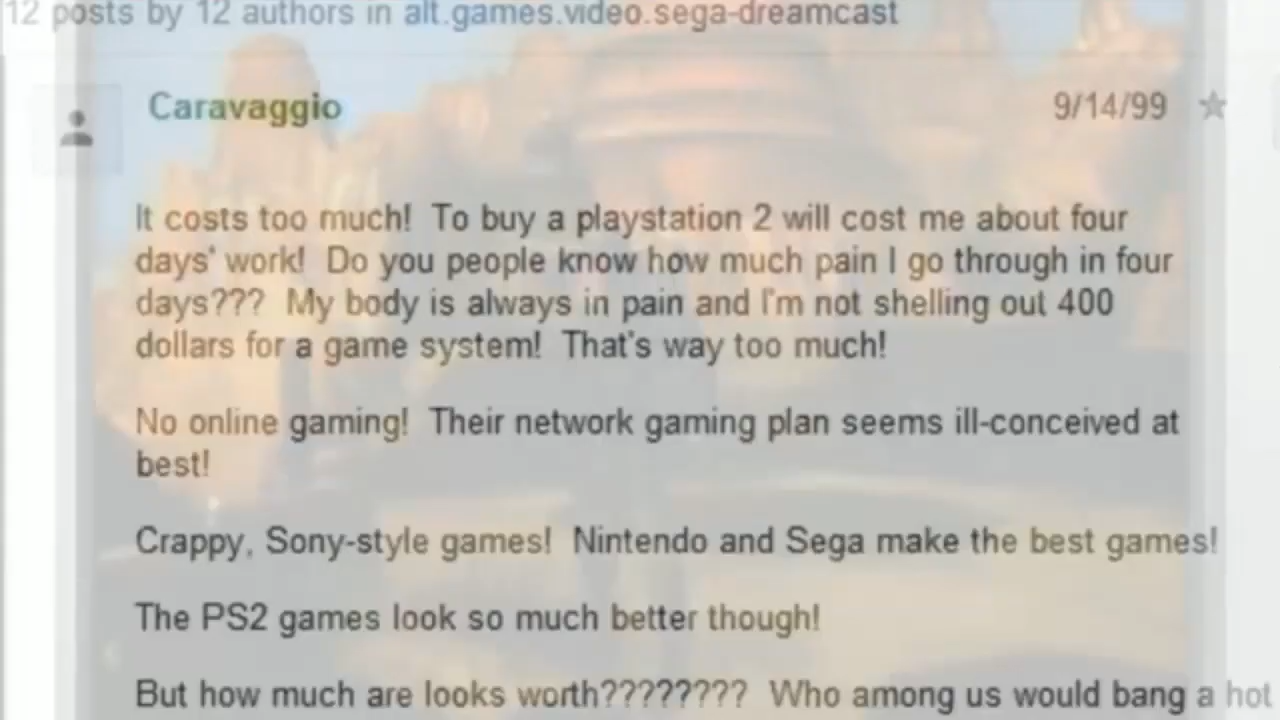 12 posts by 12 authors in alt.games.video.sega-dreamcast
Caravaggio
9/14/99
It costs too much!  To buy a playstation 2 will cost me about four
days' work!  Do you people know how much pain I go through in four
days???  My body is always in pain and I'm not shelling out 400
dollars for a game system!  That's way too much!
No online gaming!  Their network gaming plan seems ill-conceived at
best!
Crappy, Sony-style games!  Nintendo and Sega make the best games!
The PS2 games look so much better though!
But how much are looks worth????????  Who among us would bang a hot